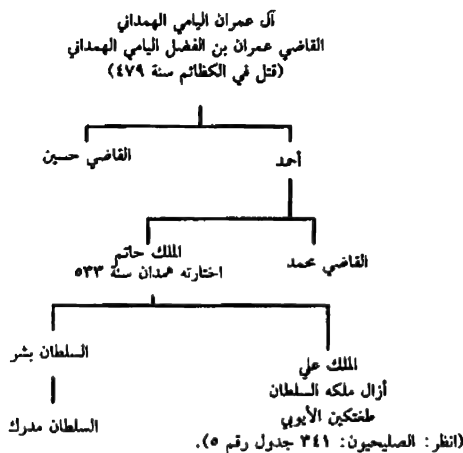 آل عمران اليامي الهمداني
القاضي عمران بن الفضل اليامي الهمداني
(قتل في الكظائم سنة ٤٧٩)
أحمد
القاضي حسين
القاضي محمد
الملك حاتم
اختارته همدان سنة ٥٣٣
الملك علي
أزال ملكه السلطان
طغتكين الأيوبي
السلطان بشر
السلطان مدرك
(انظر: الصليحيون: ٣٤١ جدول رقم ٥).